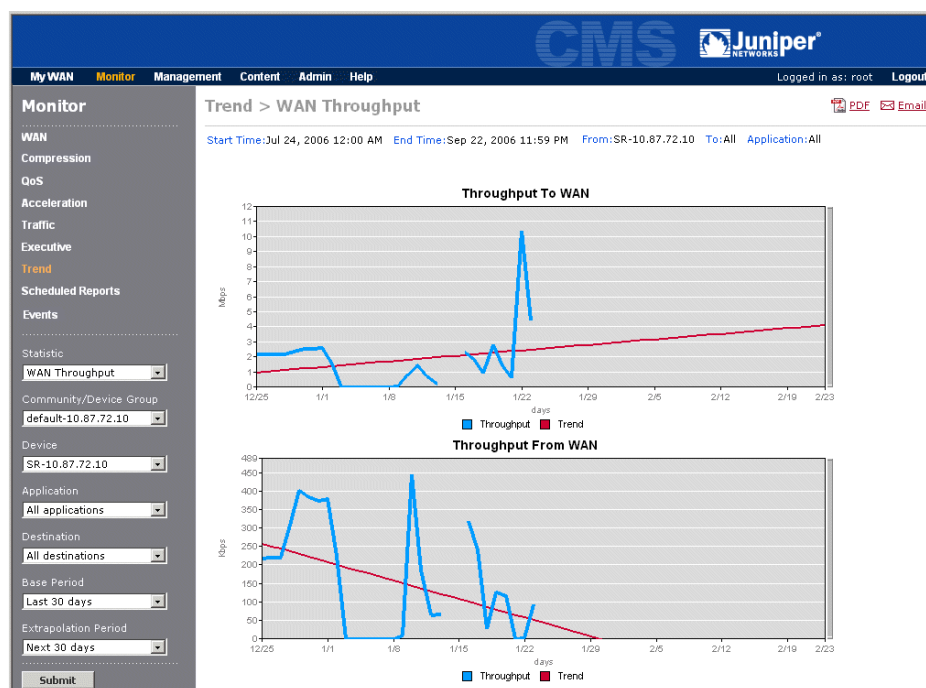 CMS
Juniper
NETWORKS
My WAN Monitor Management Content Admin Help Logged in as: root Logout
Monitor
WAN
Compression
QoS
Acceleration
Traffic
Executive
Trend
Scheduled Reports
Events
Statistic
WAN Throughput
Community/Device Group
default-10.87.72.10
Device
SR-10.87.72.10
Application
All applications
Destination
All destinations
Base Period
Last 30 days
Extrapolation Period
Next 30 days
Submit
Trend > WAN Throughput
PDF Email
Start Time:Jul 24, 2006 12:00 AM End Time:Sep 22, 2006 11:59 PM From:SR-10.87.72.10 To:All Application:All
Throughput To WAN
Mbps
12
11
10
9
8
7
6
5
4
3
2
1
0
12/25 1/1 1/8 1/15 1/22 1/29 2/5 2/12 2/19 2/23
days
Throughput Trend
Throughput From WAN
Kbps
489
450
400
350
300
250
200
150
100
50
0
12/25 1/1 1/8 1/15 1/22 1/29 2/5 2/12 2/19 2/23
days
Throughput Trend